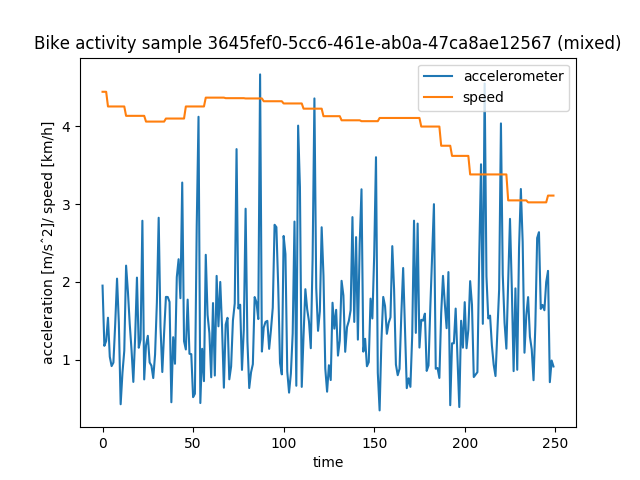 Bike activity sample 3645fef0-5cc6-461e-ab0a-47ca8ae12567 (mixed)
accelerometer
speed
acceleration [m/s^2]/ speed [km/h]
4
3
2
1
0
50
100
150
200
250
time